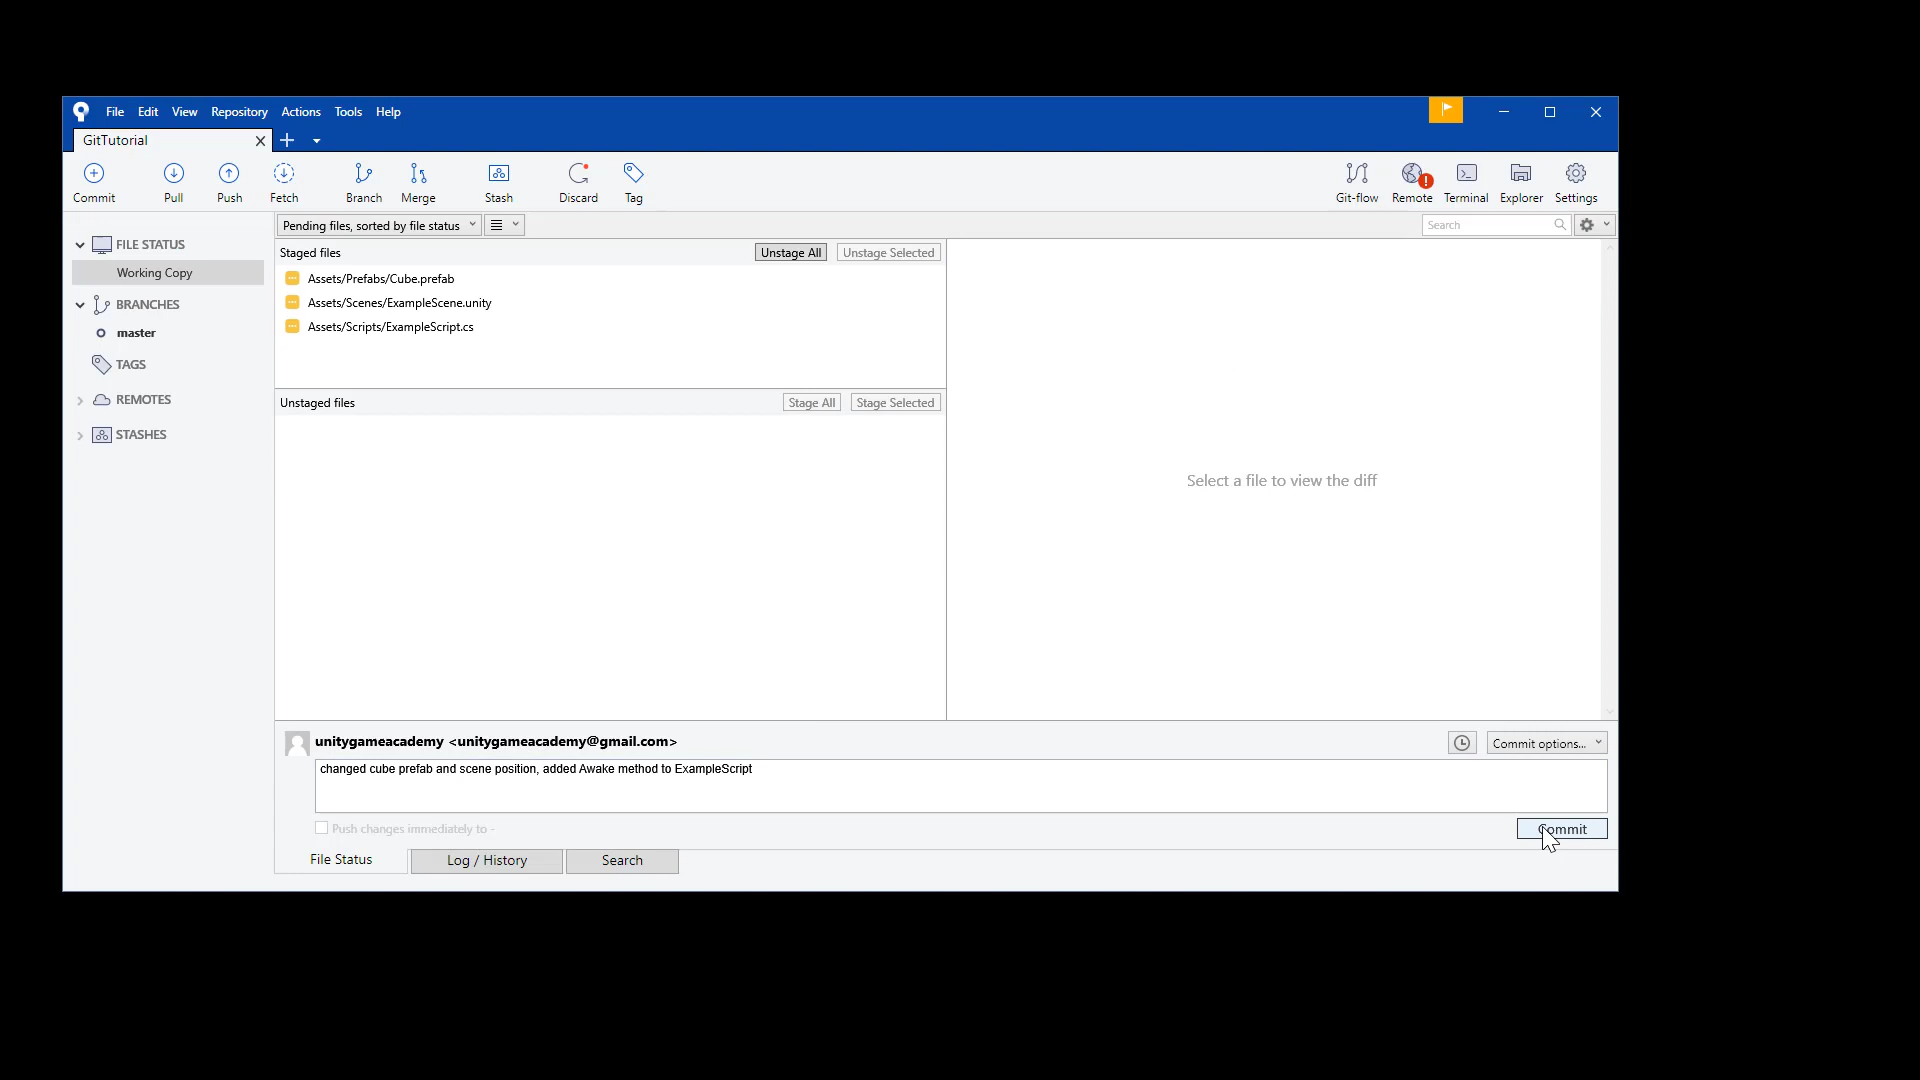 File Edit View Repository Actions Tools Help
GitTutorial
Commit Pull Push Fetch Branch Merge Stash Discard Tag Git-flow Remote Terminal Explorer Settings
Pending files, sorted by file status
Search
FILE STATUS
Working Copy
BRANCHES
master
TAGS
REMOTES
STASHES
Staged files Unstage All Unstage Selected
Assets/Prefabs/Cube.prefab
Assets/Scenes/ExampleScene.unity
Assets/Scripts/ExampleScript.cs
Unstaged files Stage All Stage Selected
Select a file to view the diff
unitygameacademy <unitygameacademy@gmail.com>
Commit options...
changed cube prefab and scene position, added Awake method to ExampleScript
Push changes immediately to -
Commit
File Status Log / History Search